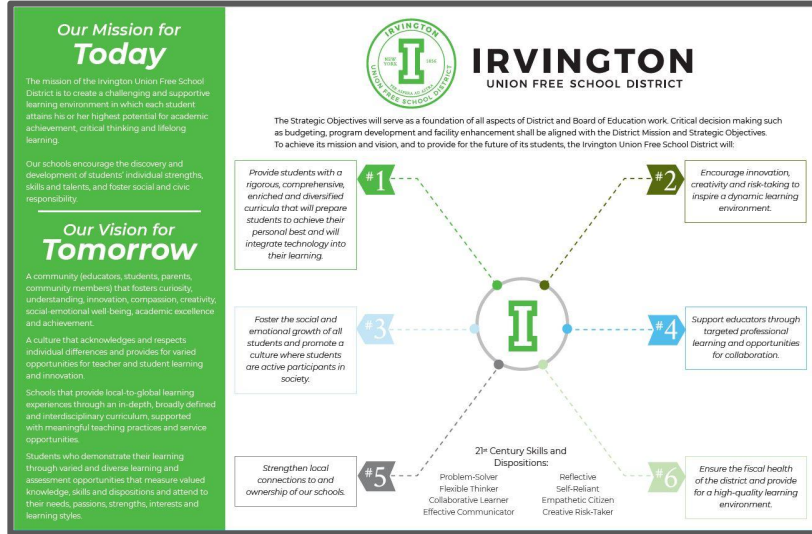 Our Mission for
Today
The mission of the Irvington Union Free School
District is to create a challenging and supportive
learning environment in which each student
attains his or her highest potential for academic
achievement, critical thinking and lifelong
learning.
Our schools encourage the discovery and
development of students' individual strengths,
skills and talents, and foster social and civic
responsibility.
Our Vision for
Tomorrow
A community (educators, students, parents,
community members) that fosters curiosity,
understanding, innovation, compassion, creativity,
social-emotional well-being, academic excellence
and achievement.
A culture that acknowledges and respects
individual differences and provides for varied
opportunities for teacher and student learning
and innovation.
Schools that provide local-to-global learning
experiences through an in-depth, broadly defined
and interdisciplinary curriculum, supported
with meaningful teaching practices and service
opportunities.
Students who demonstrate their learning
through varied and diverse learning and
assessment opportunities that measure valued
knowledge, skills and dispositions and attend to
their needs, passions, strengths, interests and
learning styles.
IRVINGTON
NEW YORK
I
UNION FREE SCHOOL DISTRICT
IRVINGTON
UNION FREE SCHOOL DISTRICT
The Strategic Objectives will serve as a foundation of all aspects of District and Board of Education work. Critical decision making such
as budgeting, program development and facility enhancement shall be aligned with the District Mission and Strategic Objectives.
To achieve its mission and vision, and to provide for the future of its students, the Irvington Union Free School District will:
Provide students with a
rigorous, comprehensive,
enriched and diversified
curricula that will prepare
students to achieve their
personal best and will
integrate technology into
their learning.
#1
#2
Encourage innovation,
creativity and risk-taking to
inspire a dynamic learning
environment.
Foster the social and
emotional growth of all
students and promote a
culture where students
are active participants in
society.
#3
I
#4
Support educators through
targeted professional
learning and opportunities
for collaboration.
Strengthen local
connections to and
ownership of our schools.
#5
21st Century Skills and
Dispositions:
Problem-Solver
Flexible Thinker
Collaborative Learner
Effective Communicator
Reflective
Self-Reliant
Empathetic Citizen
Creative Risk-Taker
#6
Ensure the fiscal health
of the district and provide
for a high-quality learning
environment.